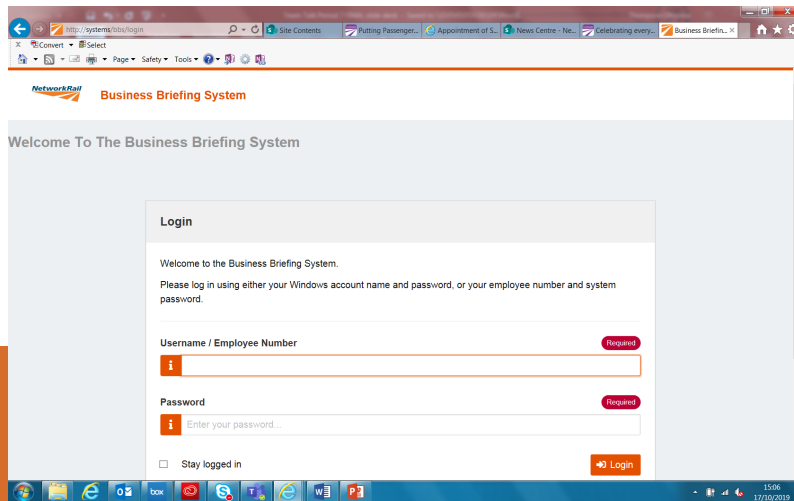 http://systems/bbs/login
Site Contents
Putting Passenger...
Appointment of S...
News Centre - Ne...
Celebrating every...
Business Briefin...
x Convert Select
Page Safety Tools
NetworkRail
Business Briefing System
Welcome To The Business Briefing System
Login
Welcome to the Business Briefing System.
Please log in using either your Windows account name and password, or your employee number and system
password.
Username / Employee Number Required
Password Required
Enter your password...
Stay logged in Login
box
15:06
17/10/2019